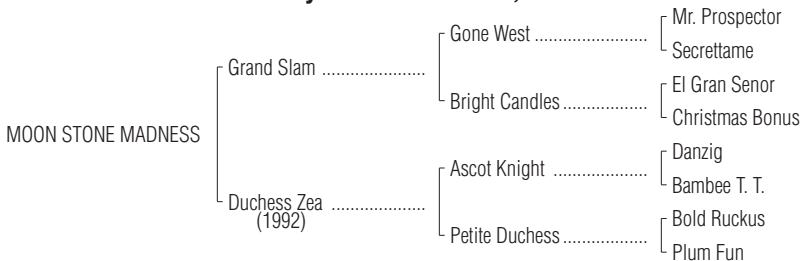 Mr. Prospector
Gone West
Secrettame
Grand Slam
El Gran Senor
Bright Candles
Christmas Bonus
MOON STONE MADNESS
Danzig
Ascot Knight
Bambee T. T.
Duchess Zea
(1992)
Bold Ruckus
Petite Duchess
Plum Fun